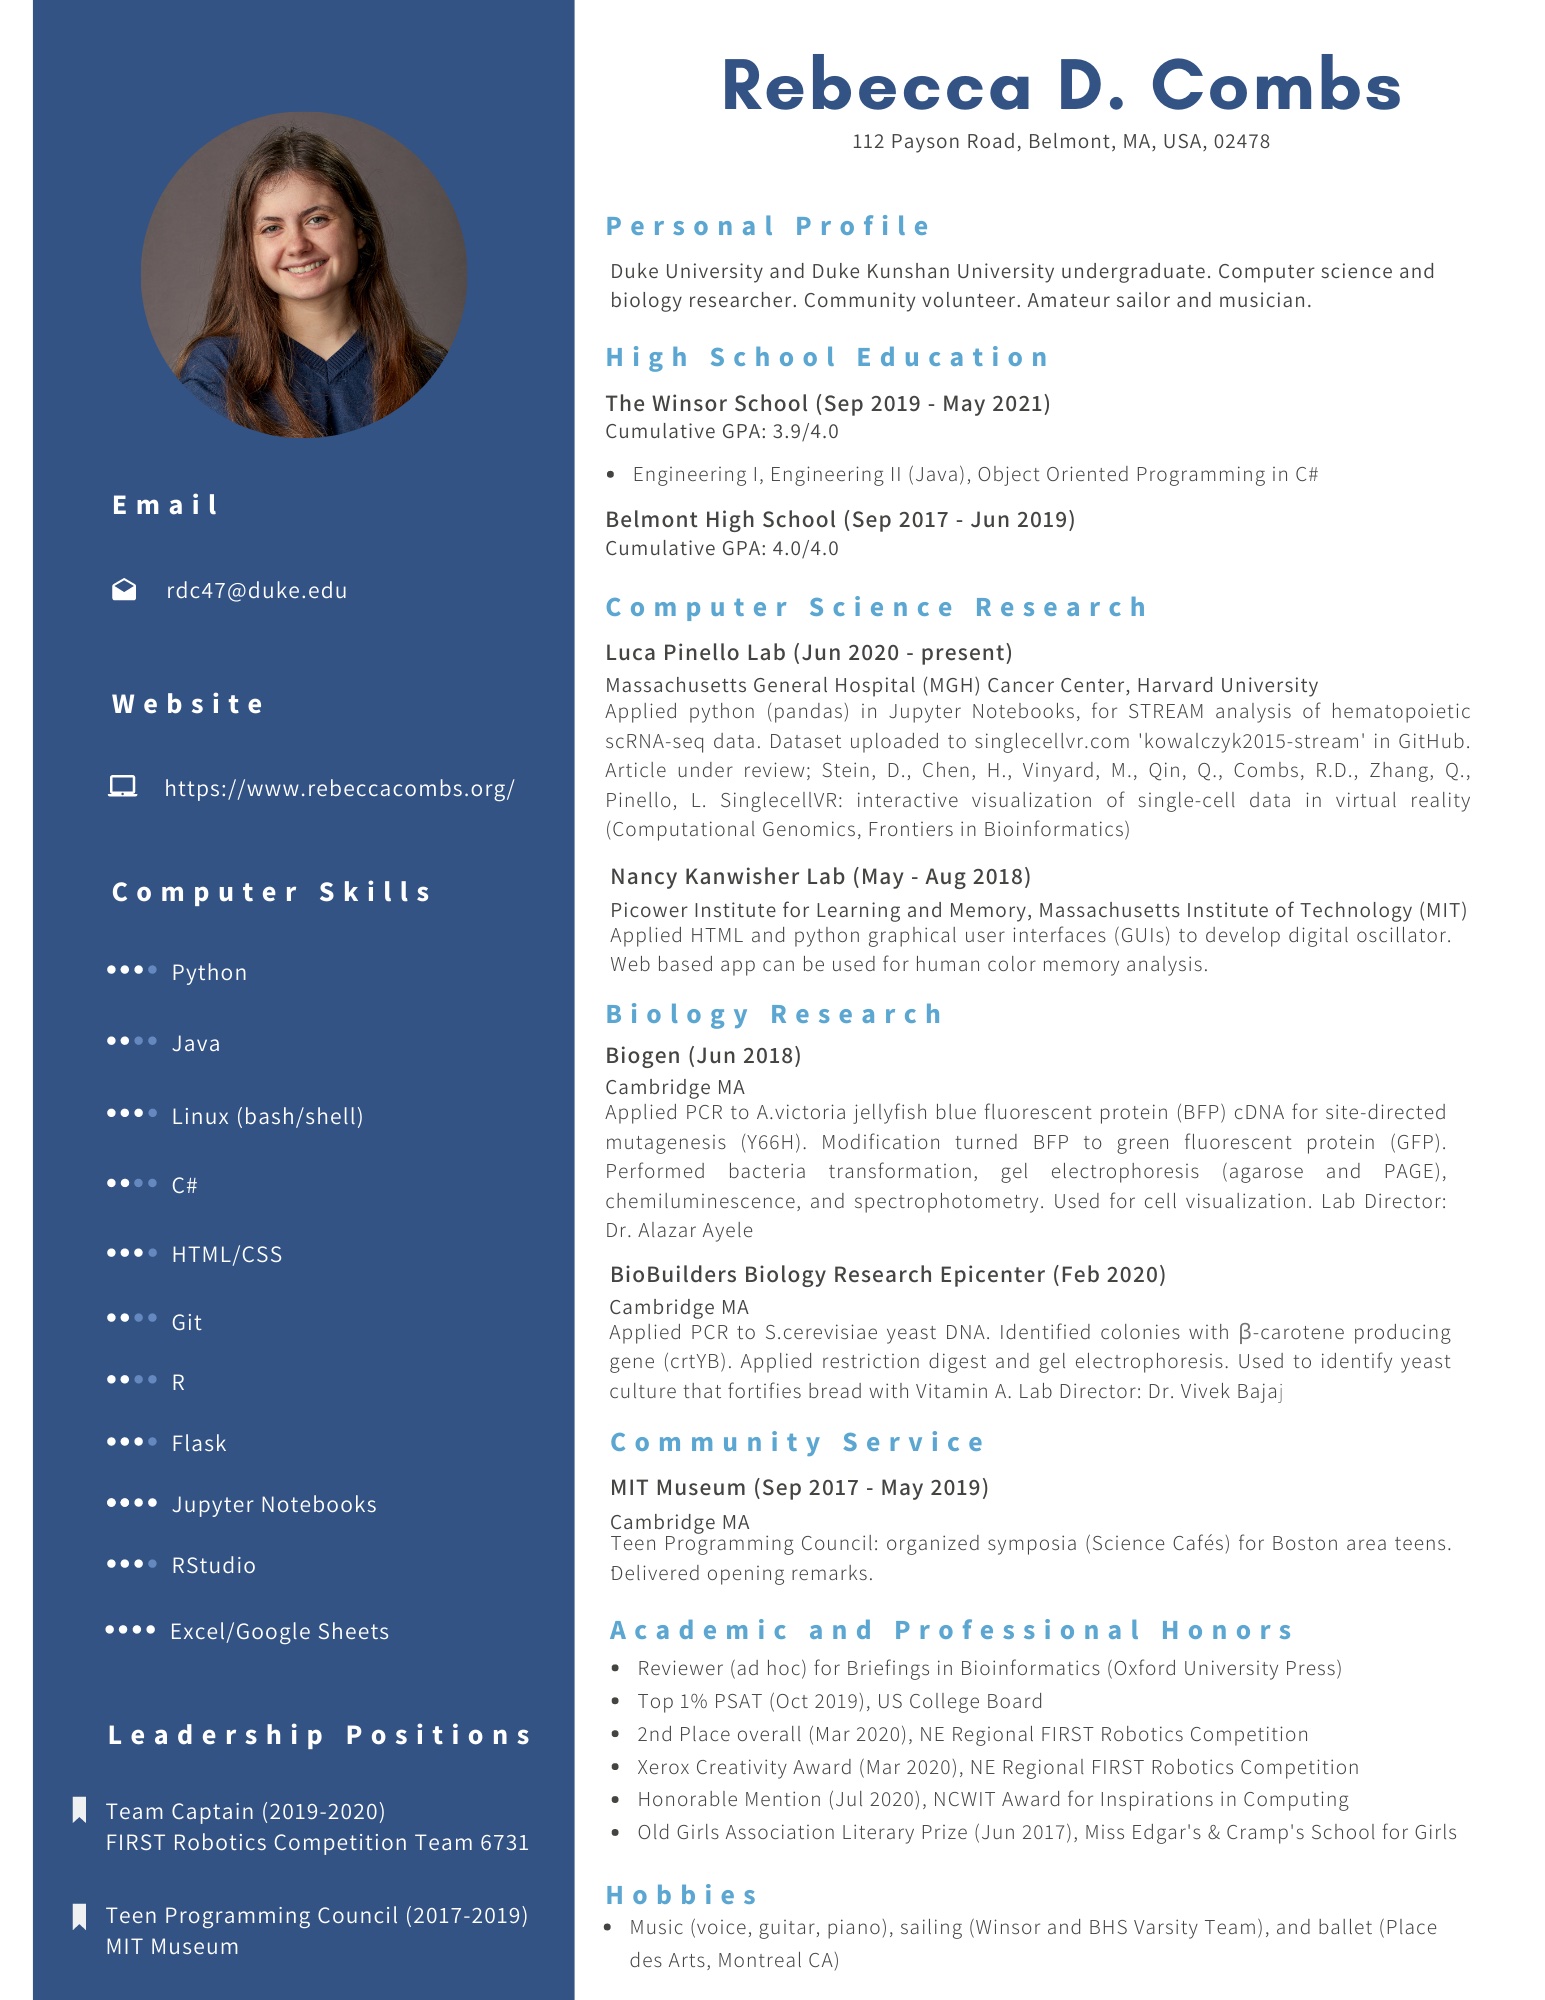 Rebecca D. Combs
112 Payson Road, Belmont, MA, USA, 02478
Email
rdc47@duke.edu
Website
https://www.rebeccacombs.org/
Computer Skills
Python
Java
Linux (bash/shell)
C#
HTML/CSS
Git
R
Flask
Jupyter Notebooks
RStudio
Excel/Google Sheets
Leadership Positions
Team Captain (2019-2020)
FIRST Robotics Competition Team 6731
Teen Programming Council (2017-2019)
MIT Museum
Personal Profile
Duke University and Duke Kunshan University undergraduate. Computer science and
biology researcher. Community volunteer. Amateur sailor and musician.
High School Education
The Winsor School (Sep 2019 - May 2021)
Cumulative GPA: 3.9/4.0
• Engineering I, Engineering II (Java), Object Oriented Programming in C#
Belmont High School (Sep 2017 - Jun 2019)
Cumulative GPA: 4.0/4.0
Computer Science Research
Luca Pinello Lab (Jun 2020 - present)
Massachusetts General Hospital (MGH) Cancer Center, Harvard University
Applied python (pandas) in Jupyter Notebooks, for STREAM analysis of hematopoietic
scRNA-seq data. Dataset uploaded to singlecellvr.com 'kowalczyk2015-stream' in GitHub.
Article under review; Stein, D., Chen, H., Vinyard, M., Qin, Q., Combs, R.D., Zhang, Q.,
Pinello, L. SinglecellVR: interactive visualization of single-cell data in virtual reality
(Computational Genomics, Frontiers in Bioinformatics)
Nancy Kanwisher Lab (May - Aug 2018)
Picower Institute for Learning and Memory, Massachusetts Institute of Technology (MIT)
Applied HTML and python graphical user interfaces (GUIs) to develop digital oscillator.
Web based app can be used for human color memory analysis.
Biology Research
Biogen (Jun 2018)
Cambridge MA
Applied PCR to A.victoria jellyfish blue fluorescent protein (BFP) cDNA for site-directed
mutagenesis (Y66H). Modification turned BFP to green fluorescent protein (GFP).
Performed bacteria transformation, gel electrophoresis (agarose and PAGE),
chemiluminescence, and spectrophotometry. Used for cell visualization. Lab Director:
Dr. Alazar Ayele
BioBuilders Biology Research Epicenter (Feb 2020)
Cambridge MA
Applied PCR to S.cerevisiae yeast DNA. Identified colonies with β-carotene producing
gene (crtYB). Applied restriction digest and gel electrophoresis. Used to identify yeast
culture that fortifies bread with Vitamin A. Lab Director: Dr. Vivek Bajaj
Community Service
MIT Museum (Sep 2017 - May 2019)
Cambridge MA
Teen Programming Council: organized symposia (Science Cafés) for Boston area teens.
Delivered opening remarks.
Academic and Professional Honors
• Reviewer (ad hoc) for Briefings in Bioinformatics (Oxford University Press)
• Top 1% PSAT (Oct 2019), US College Board
• 2nd Place overall (Mar 2020), NE Regional FIRST Robotics Competition
• Xerox Creativity Award (Mar 2020), NE Regional FIRST Robotics Competition
• Honorable Mention (Jul 2020), NCWIT Award for Inspirations in Computing
• Old Girls Association Literary Prize (Jun 2017), Miss Edgar's & Cramp's School for Girls
Hobbies
• Music (voice, guitar, piano), sailing (Winsor and BHS Varsity Team), and ballet (Place
des Arts, Montreal CA)